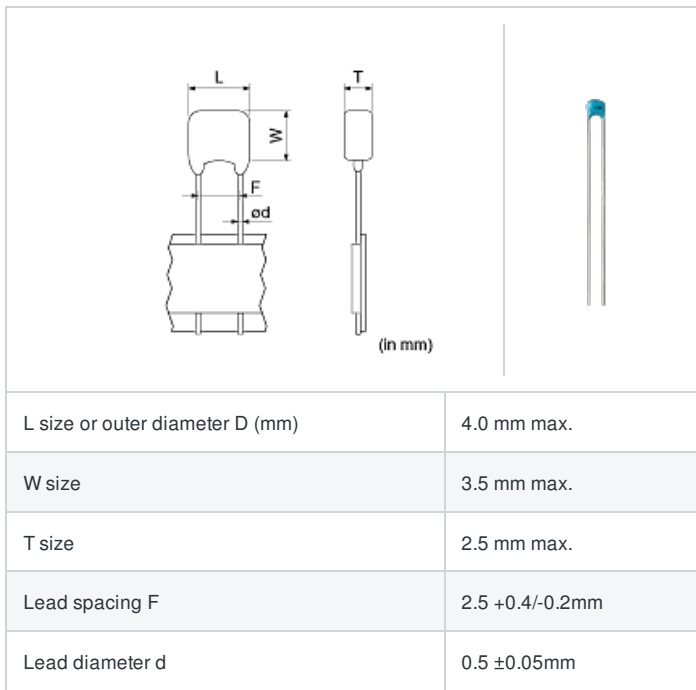 L
T
W
F
ød
(in mm)
L size or outer diameter D (mm) 4.0 mm max.
W size 3.5 mm max.
T size 2.5 mm max.
Lead spacing F 2.5 +0.4/-0.2mm
Lead diameter d 0.5 ±0.05mm